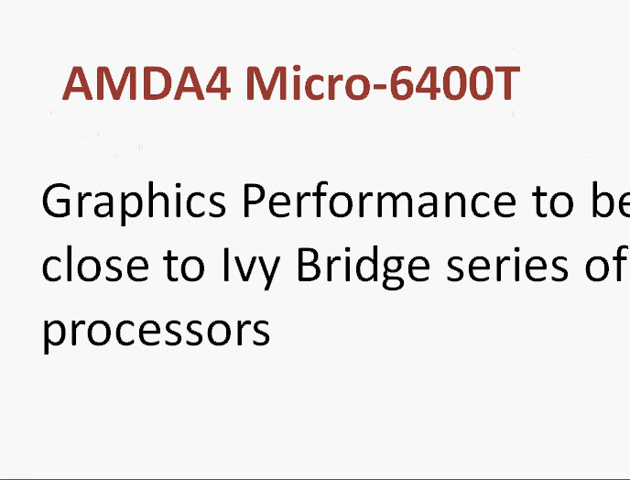 AMDA4 Micro-6400T
Graphics Performance to be
close to Ivy Bridge series of
processors